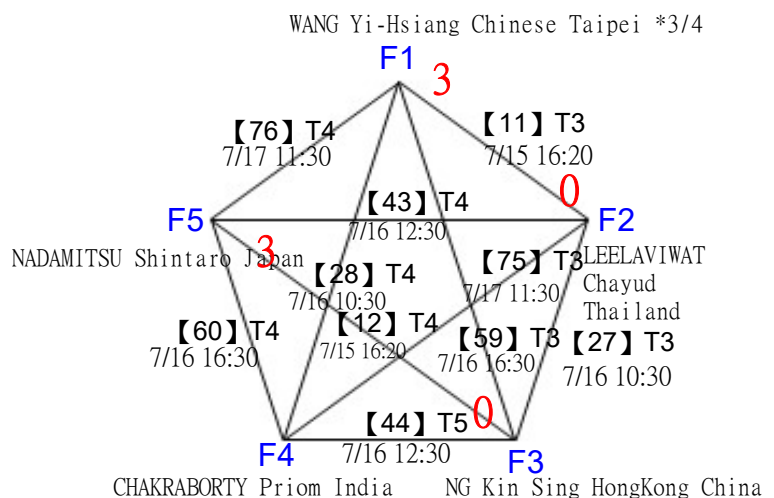 WANG Yi-Hsiang Chinese Taipei *3/4
F1
3
【76】T4
7/17 11:30
【11】T3
7/15 16:20
0
F5
【43】T4
7/16 12:30
F2
NADAMITSU Shintaro Japan
3
【28】T4
7/16 10:30
【75】T3
7/17 11:30
LEELAVIWAT
Chayud
Thailand
【60】T4
7/16 16:30
【12】T4
7/15 16:20
【59】T3
7/16 16:30
【27】T3
7/16 10:30
0
F4
【44】T5
7/16 12:30
F3
CHAKRABORTY Priom India
NG Kin Sing HongKong China